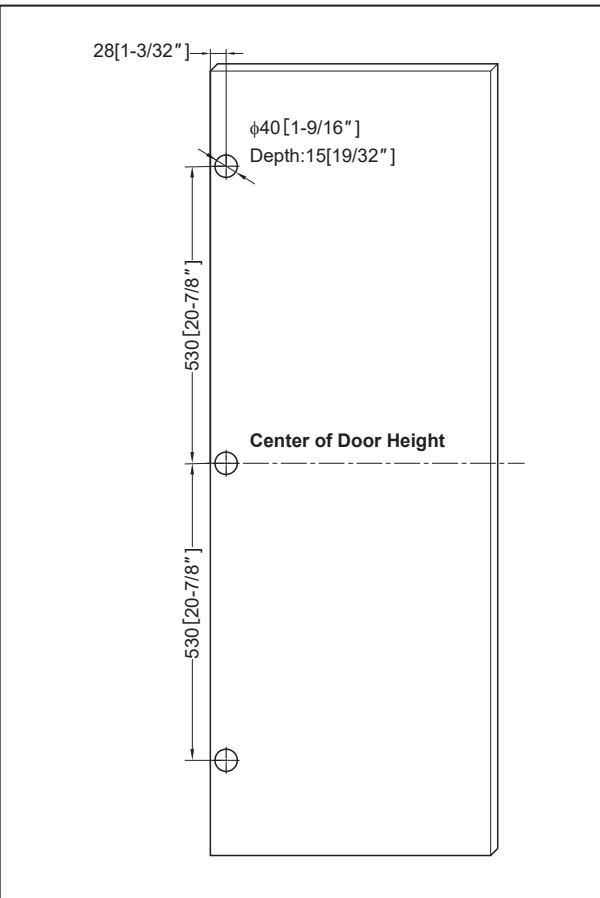 28[1-3/32″]
ϕ40[1-9/16″]
Depth:15[19/32″]
530[20-7/8″]
Center of Door Height
530[20-7/8″]